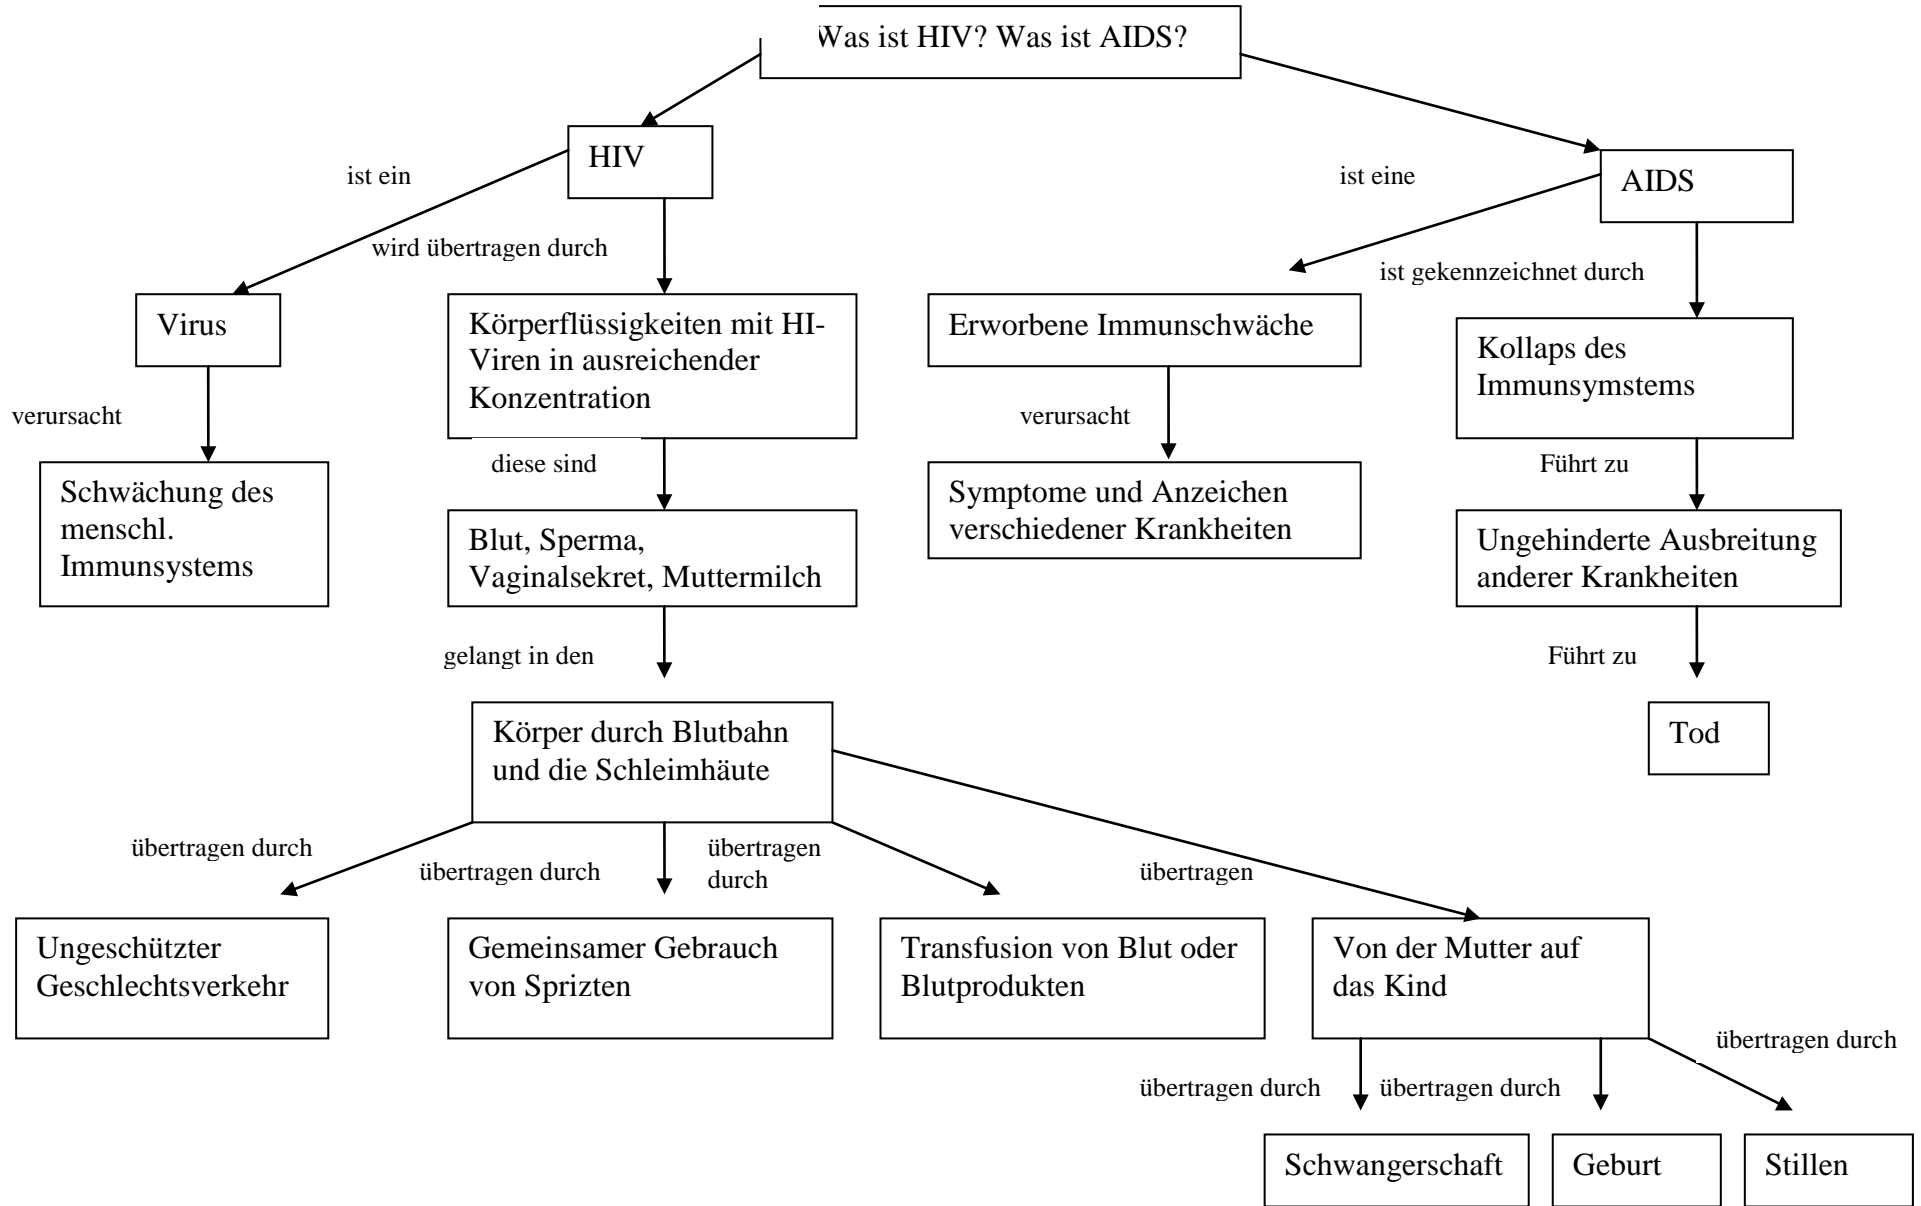 Was ist HIV? Was ist AIDS?
HIV
AIDS
ist ein
ist eine
wird übertragen durch
ist gekennzeichnet durch
Virus
Körperflüssigkeiten mit HI-
Viren in ausreichender
Konzentration
Erworbene Immunschwäche
Kollaps des
Immunsymstems
verursacht
diese sind
verursacht
Führt zu
Schwächung des
menschl.
Immunsystems
Blut, Sperma,
Vaginalsekret, Muttermilch
Symptome und Anzeichen
verschiedener Krankheiten
Ungehinderte Ausbreitung
anderer Krankheiten
gelangt in den
Führt zu
Körper durch Blutbahn
und die Schleimhäute
Tod
übertragen durch
übertragen durch
übertragen
durch
übertragen
Ungeschützter
Geschlechtsverkehr
Gemeinsamer Gebrauch
von Sprizten
Transfusion von Blut oder
Blutprodukten
Von der Mutter auf
das Kind
übertragen durch
übertragen durch
übertragen durch
Schwangerschaft
Geburt
Stillen